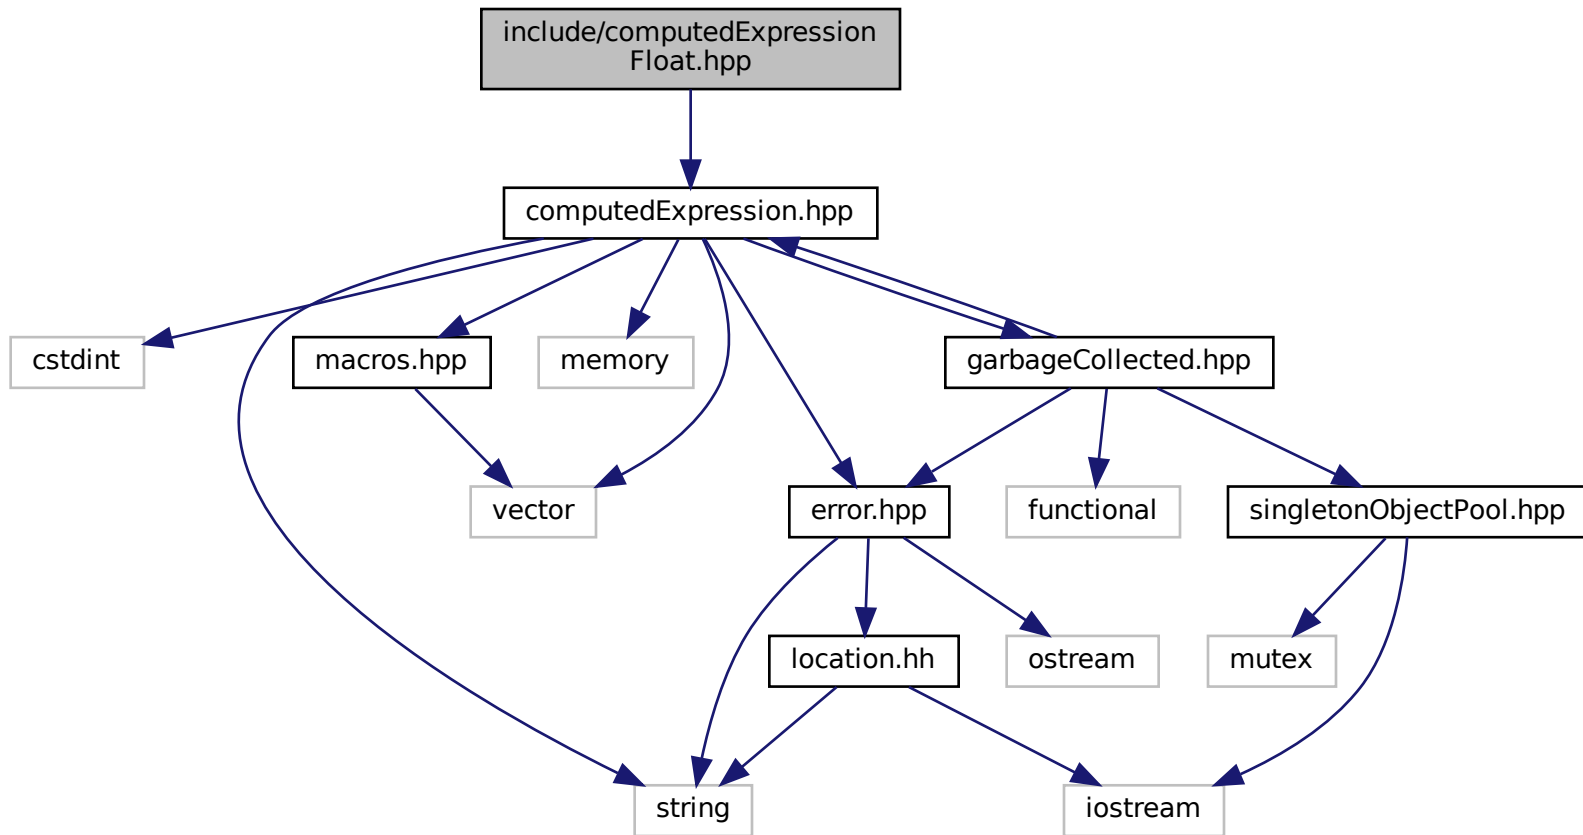 include/computedExpression
Float.hpp
computedExpression.hpp
cstdint
macros.hpp
memory
garbageCollected.hpp
vector
error.hpp
functional
singletonObjectPool.hpp
location.hh
ostream
mutex
string
iostream